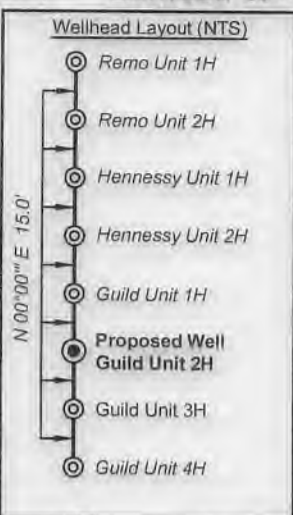 Wellhead Layout (NTS)
Remo Unit 1H
Remo Unit 2H
Hennessy Unit 1H
Hennessy Unit 2H
Guild Unit 1H
Proposed Well
Guild Unit 2H
Guild Unit 3H
Guild Unit 4H
N 00°00'" E 15.0'